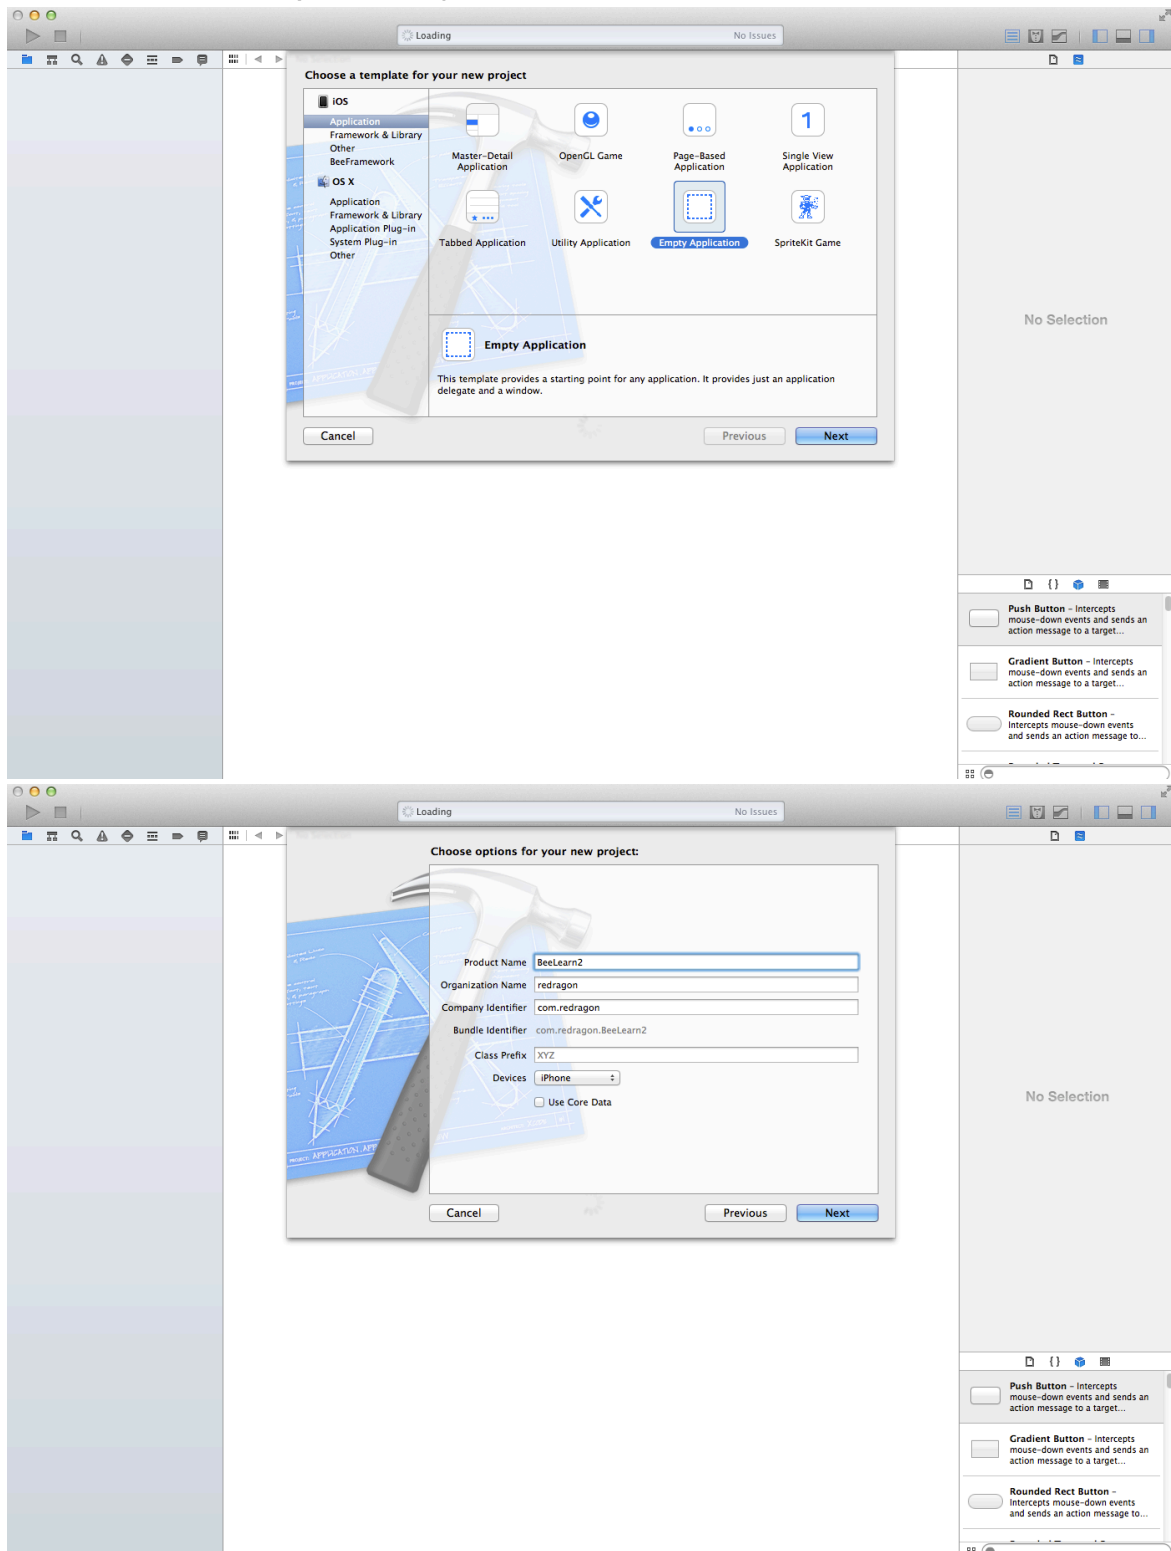 Loading
No Issues
Choose a template for your new project
iOS
Application
Framework & Library
Other
BeeFramework
OS X
Application
Framework & Library
Application Plug-in
System Plug-in
Other
Master-Detail
Application
OpenGL Game
Page-Based
Application
1
Single View
Application
Tabbed Application
Utility Application
Empty Application
SpriteKit Game
Empty Application
This template provides a starting point for any application. It provides just an application
delegate and a window.
Cancel
Previous
Next
No Selection
Push Button - Intercepts
mouse-down events and sends an
action message to a target...
Gradient Button - Intercepts
mouse-down events and sends an
action message to a target...
Rounded Rect Button -
Intercepts mouse-down events
and sends an action message to...
Loading
No Issues
Choose options for your new project:
Product Name BeeLearn2
Organization Name redragon
Company Identifier com.redragon
Bundle Identifier com.redragon.BeeLearn2
Class Prefix XYZ
Devices iPhone
Use Core Data
PROJECT: APPLICATION.APP
Cancel
Previous
Next
No Selection
Push Button - Intercepts
mouse-down events and sends an
action message to a target...
Gradient Button - Intercepts
mouse-down events and sends an
action message to a target...
Rounded Rect Button -
Intercepts mouse-down events
and sends an action message to...